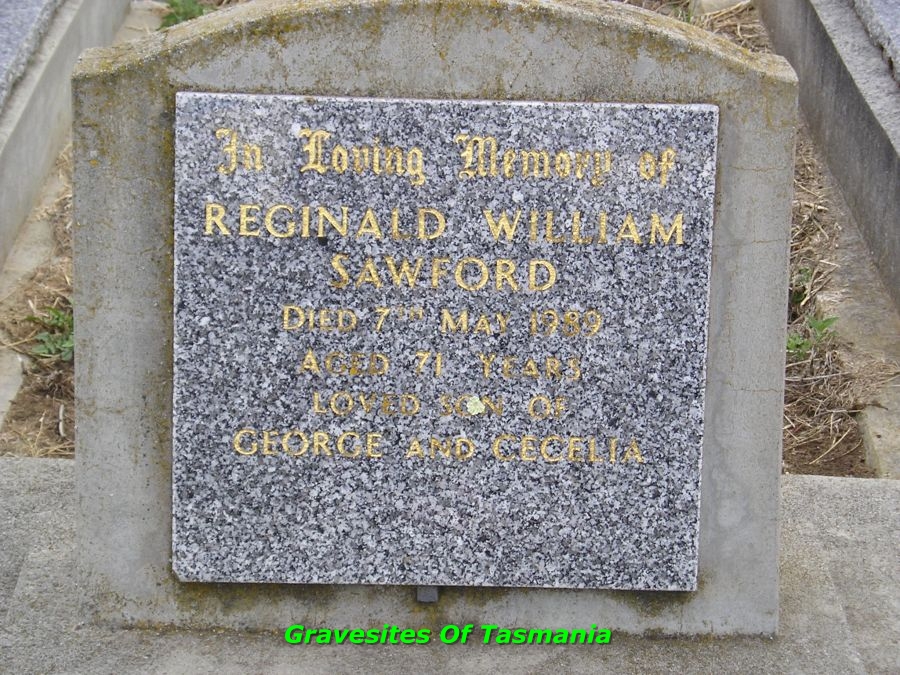 In Loving Memory of
REGINALD WILLIAM
SAWFORD
DIED 7TH MAY 1989
AGED 71 YEARS
LOVED SON OF
GEORGE AND CECELIA
Gravesites Of Tasmania